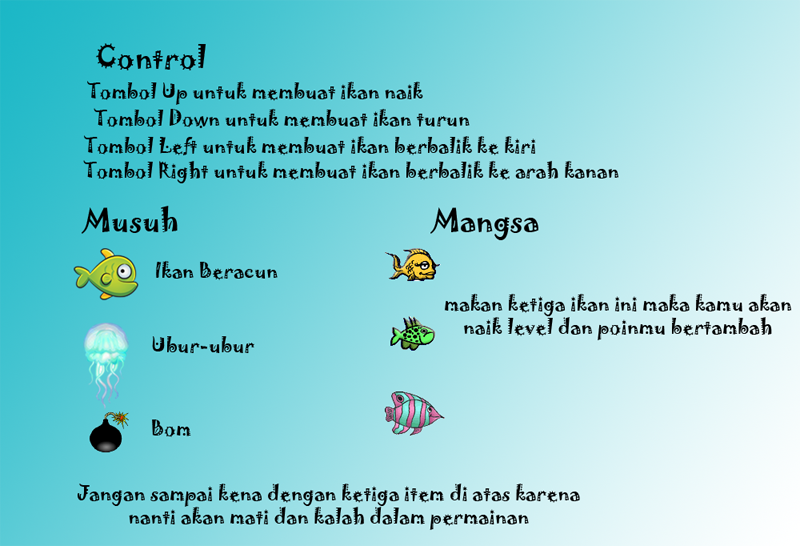 Control
Tombol Up untuk membuat ikan naik
Tombol Down untuk membuat ikan turun
Tombol Left untuk membuat ikan berbalik ke kiri
Tombol Right untuk membuat ikan berbalik ke arah kanan
Musuh
Ikan Beracun
Ubur-ubur
Bom
Mangsa
makan ketiga ikan ini maka kamu akan
naik level dan poinmu bertambah
Jangan sampai kena dengan ketiga item di atas karena
nanti akan mati dan kalah dalam permainan